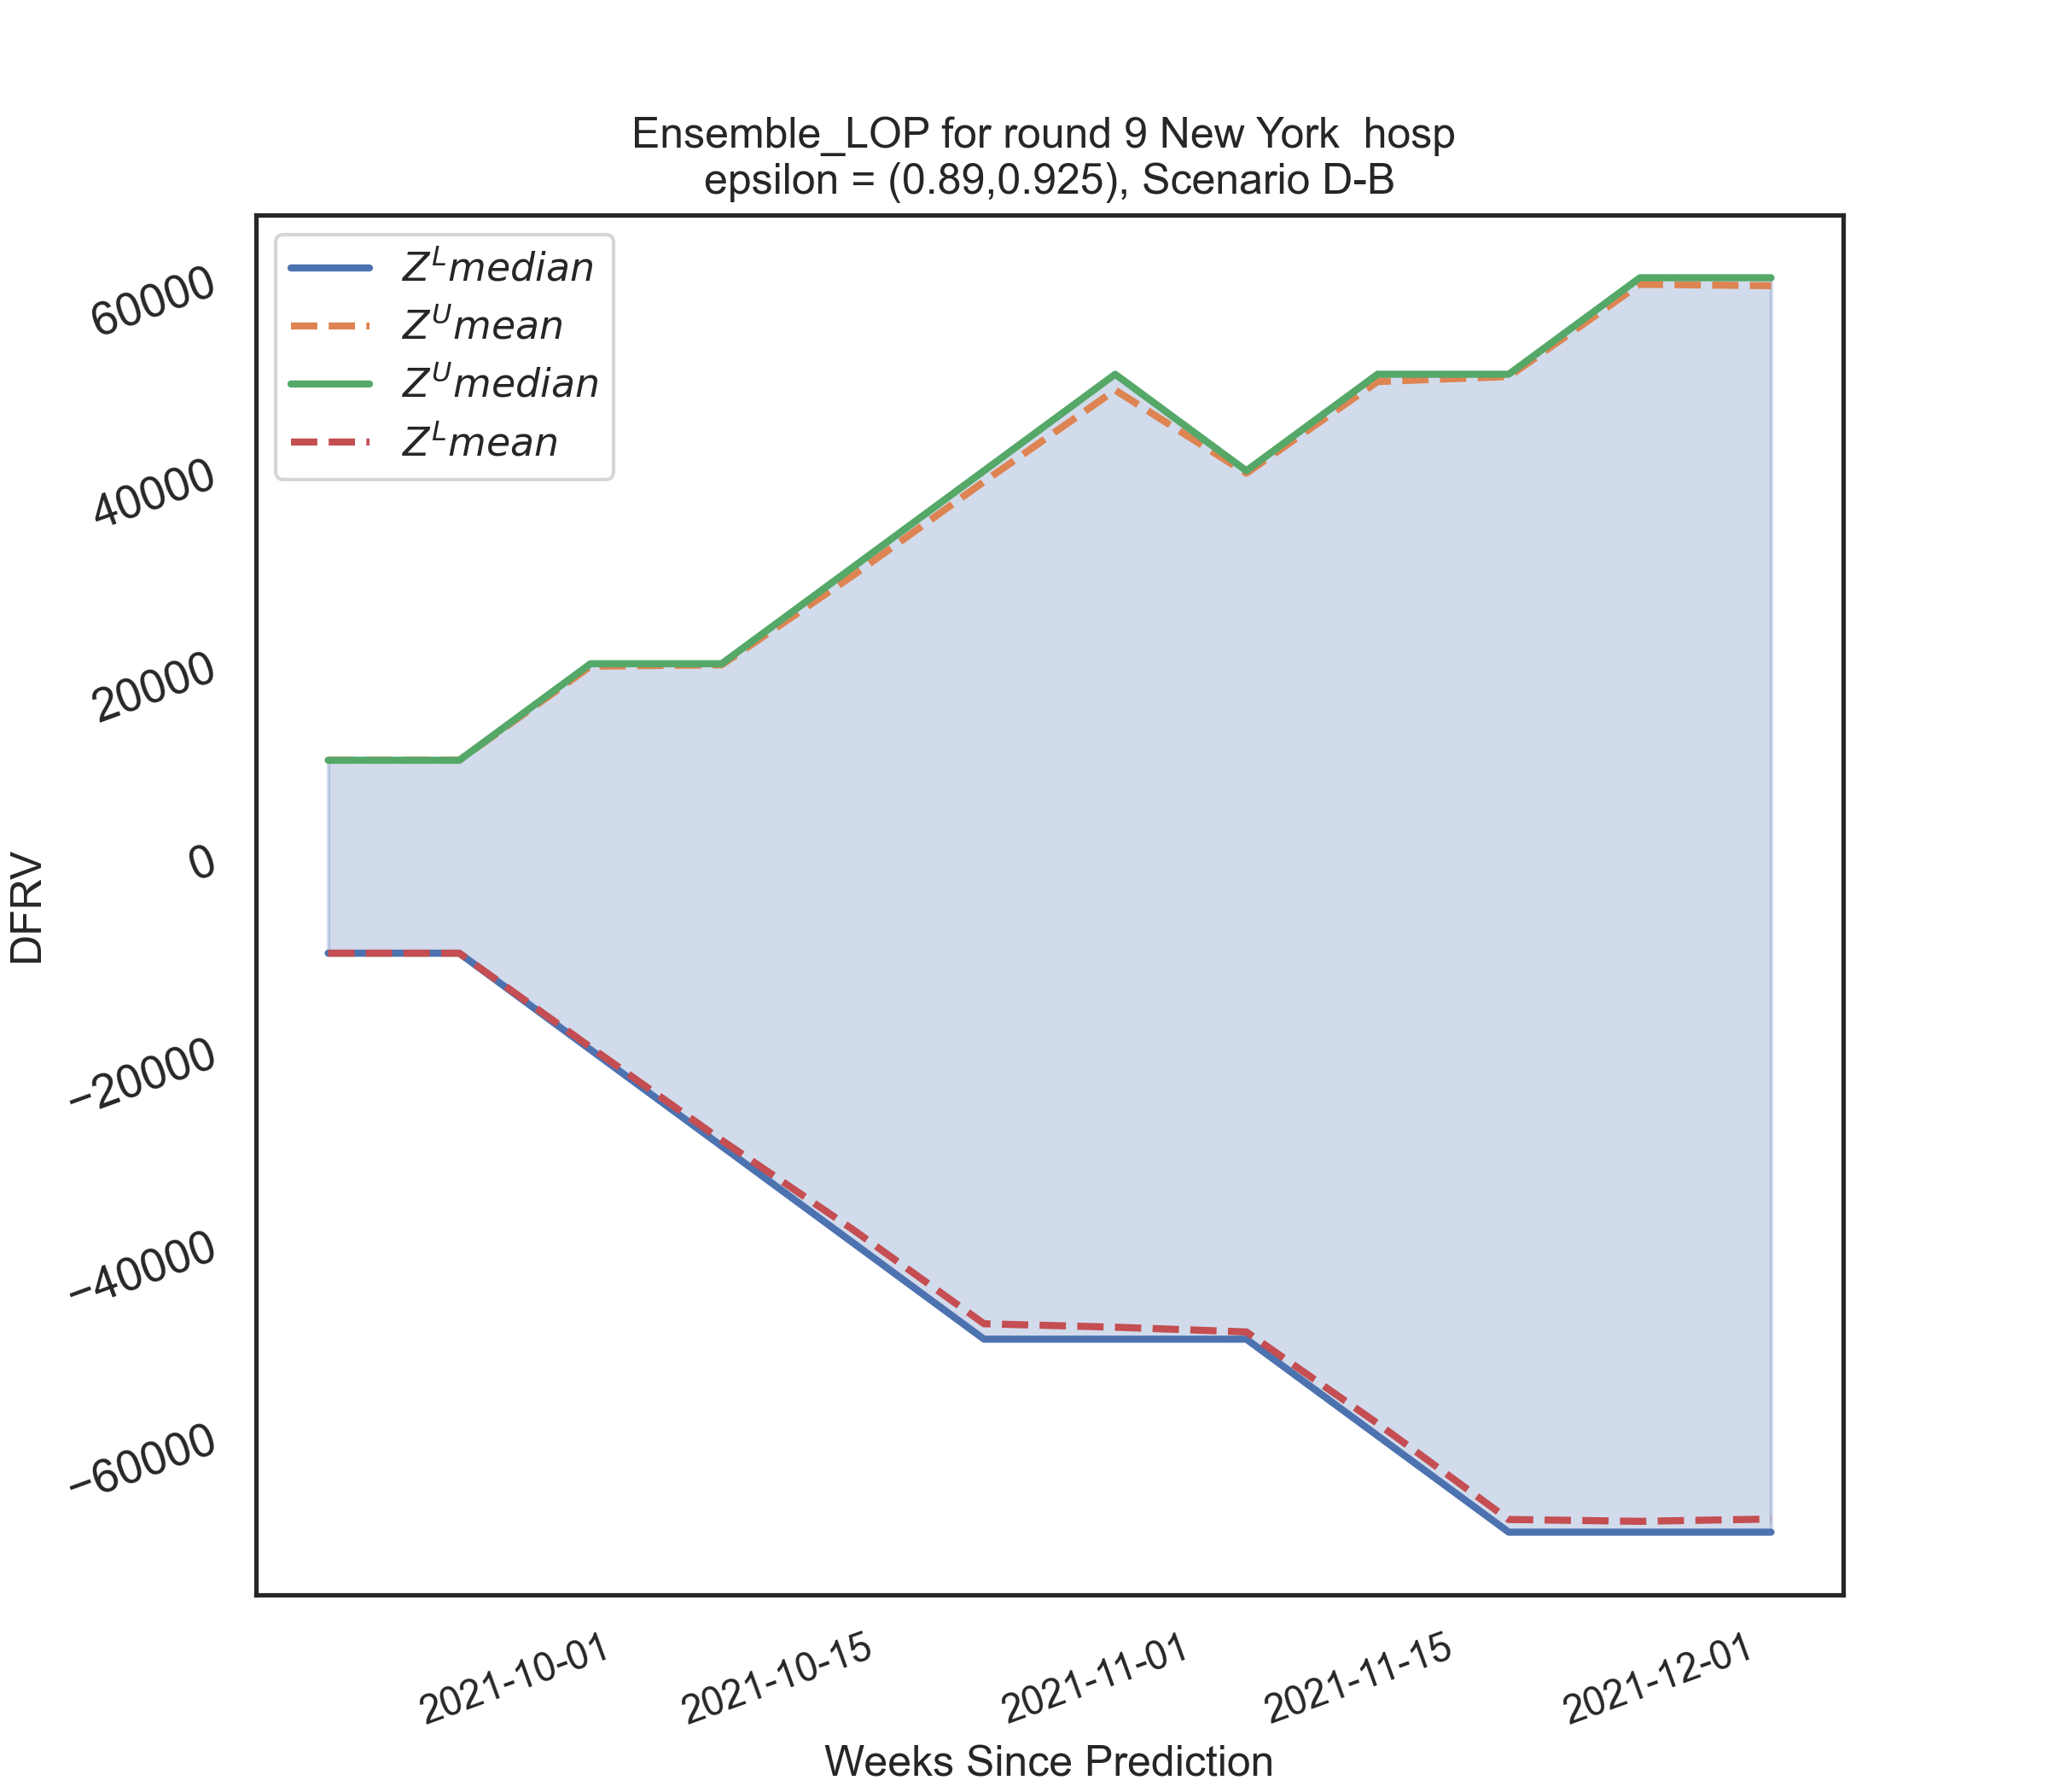 Ensemble_LOP for round 9 New York  hosp
epsilon = (0.89,0.925), Scenario D-B
Z^L median
Z^U mean
Z^U median
Z^L mean
60000
40000
20000
0
−20000
−40000
−60000
DFRV
2021-10-01
2021-10-15
2021-11-01
2021-11-15
2021-12-01
Weeks Since Prediction